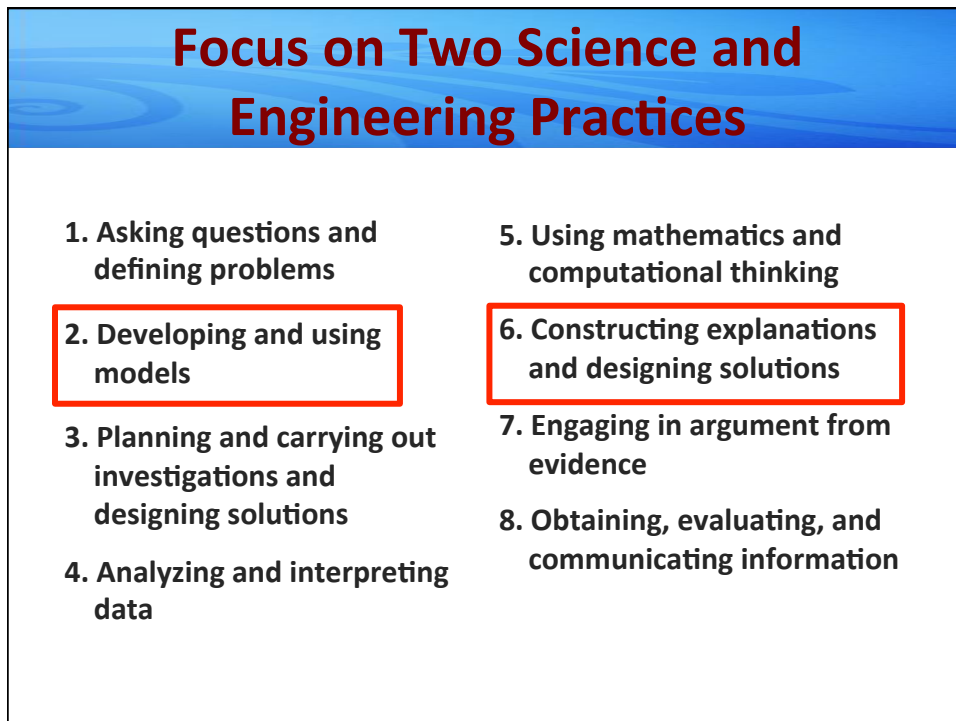 Focus on Two Science and
Engineering Practices
1. Asking questions and
defining problems
2. Developing and using
models
3. Planning and carrying out
investigations and
designing solutions
4. Analyzing and interpreting
data
5. Using mathematics and
computational thinking
6. Constructing explanations
and designing solutions
7. Engaging in argument from
evidence
8. Obtaining, evaluating, and
communicating information